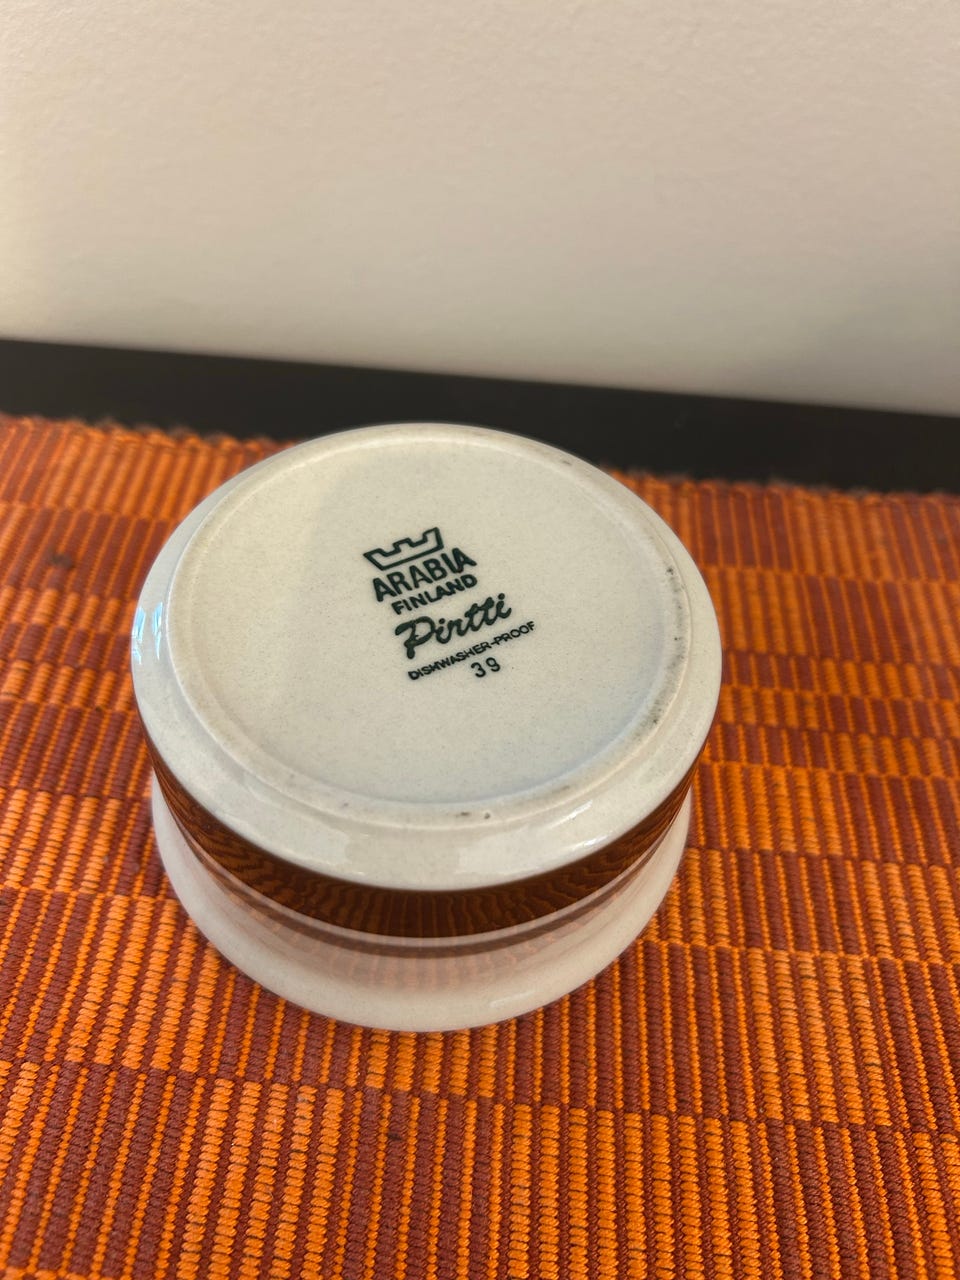 ARABIA
FINLAND
Pirtti
DISHWASHER-PROOF
39